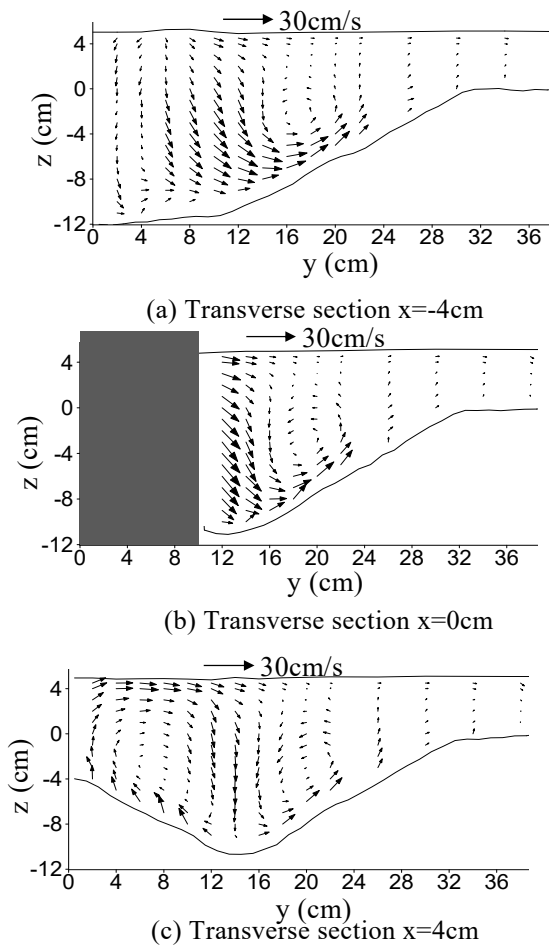 30cm/s
4
0
-4
-8
-12
z (cm)
0 4 8 12 16 20 24 28 32 36
y (cm)
(a) Transverse section x=-4cm
30cm/s
4
0
-4
-8
-12
z (cm)
0 4 8 12 16 20 24 28 32 36
y (cm)
(b) Transverse section x=0cm
30cm/s
4
0
-4
-8
-12
z (cm)
0 4 8 12 16 20 24 28 32 36
y (cm)
(c) Transverse section x=4cm